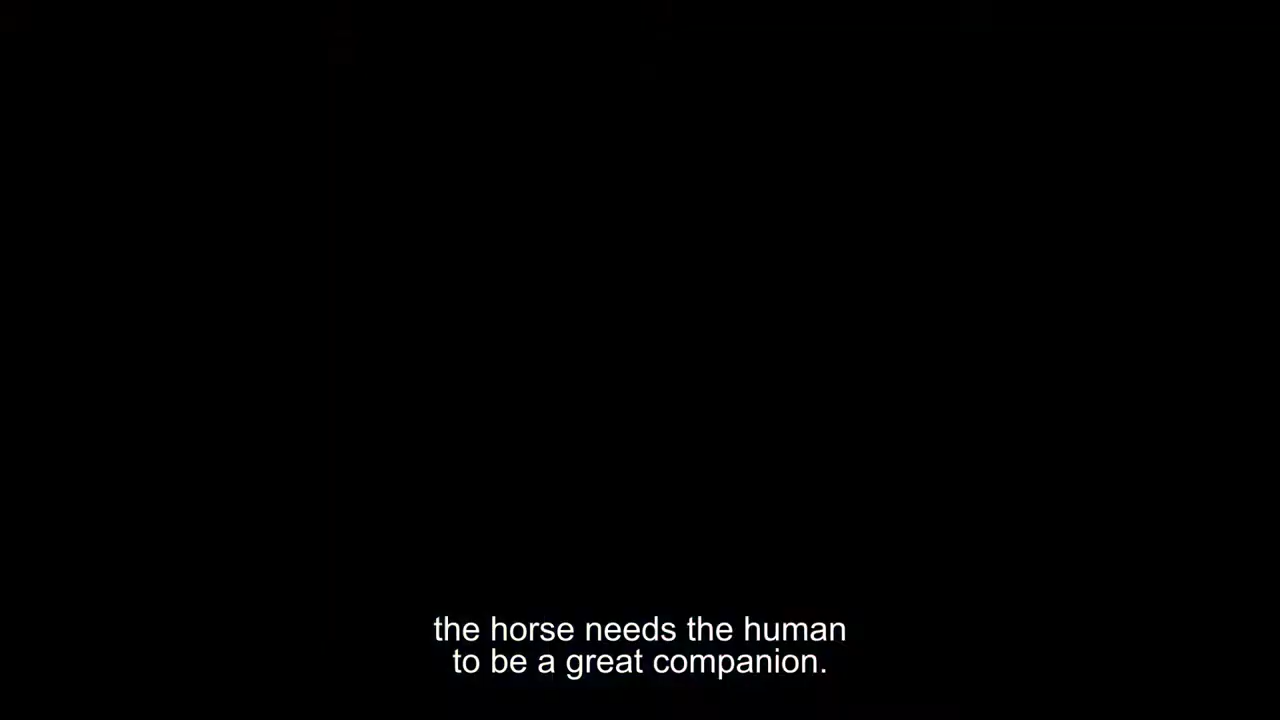 the horse needs the human
to be a great companion.